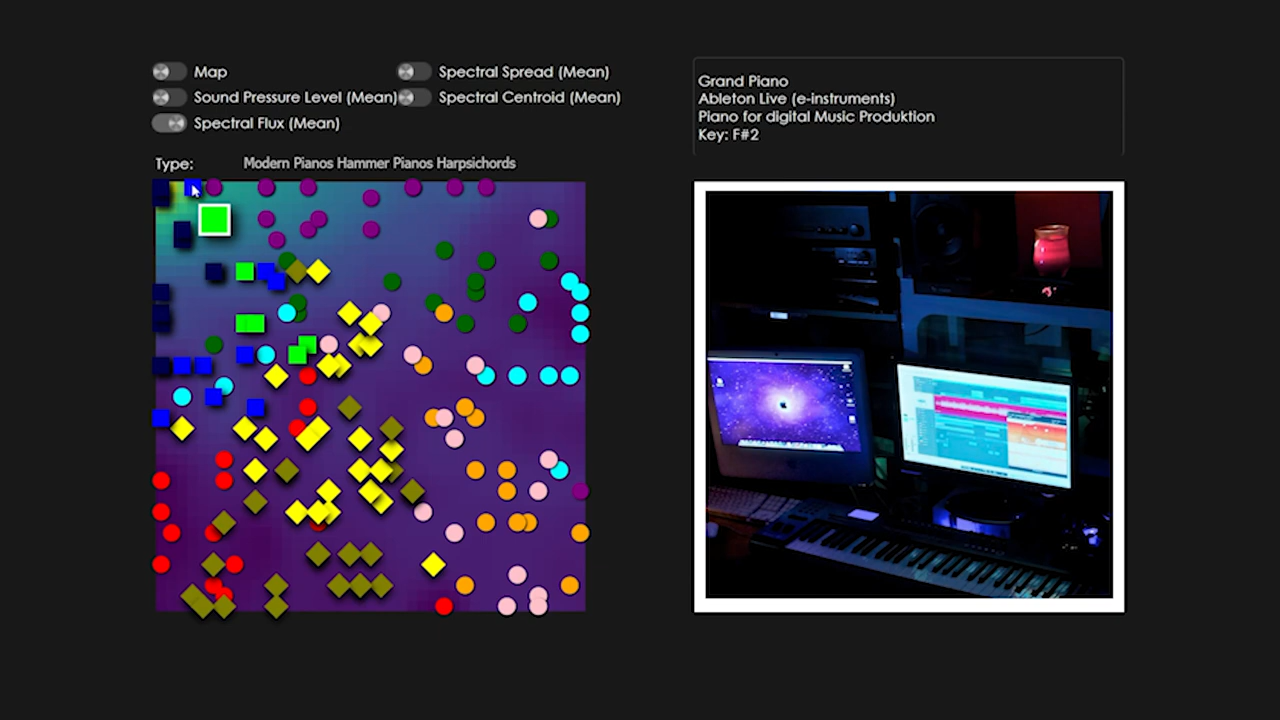 Map
Spectral Spread (Mean)
Sound Pressure Level (Mean)
Spectral Centroid (Mean)
Spectral Flux (Mean)
Type:
Modern Pianos Hammer Pianos Harpsichords
Grand Piano
Ableton Live (e-instruments)
Piano for digital Music Produktion
Key: F#2